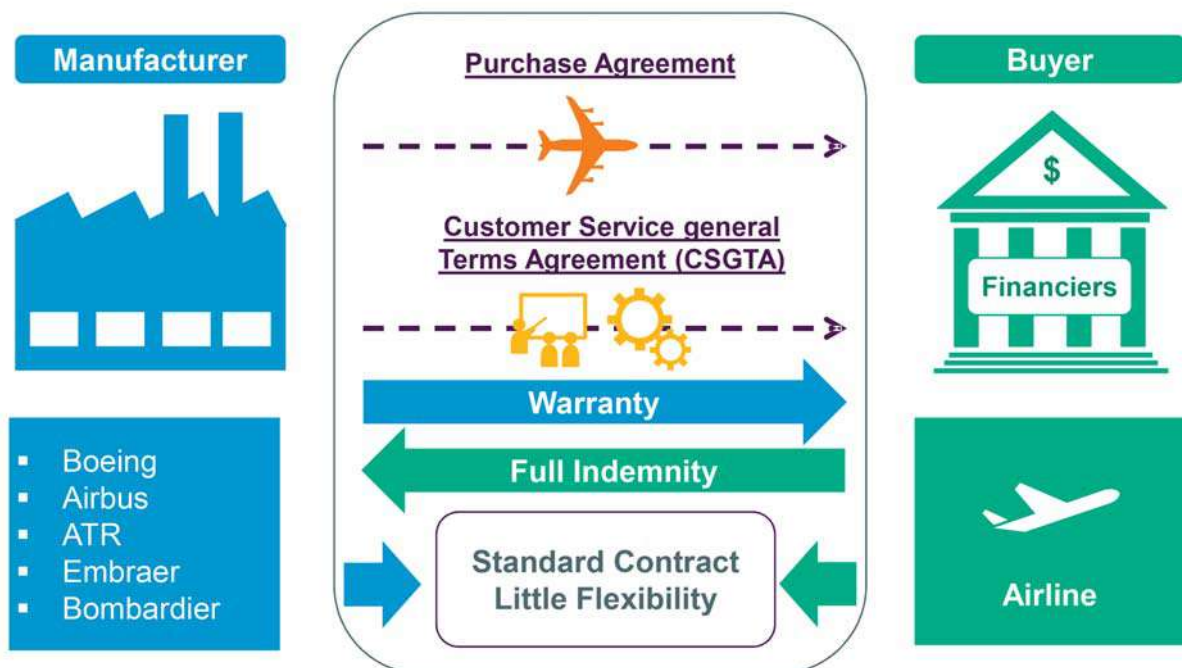 Manufacturer
Purchase Agreement
Buyer
$
Customer Service general
Terms Agreement (CSGTA)
Financiers
Warranty
Full Indemnity
▪ Boeing
▪ Airbus
▪ ATR
▪ Embraer
▪ Bombardier
Standard Contract
Little Flexibility
Airline